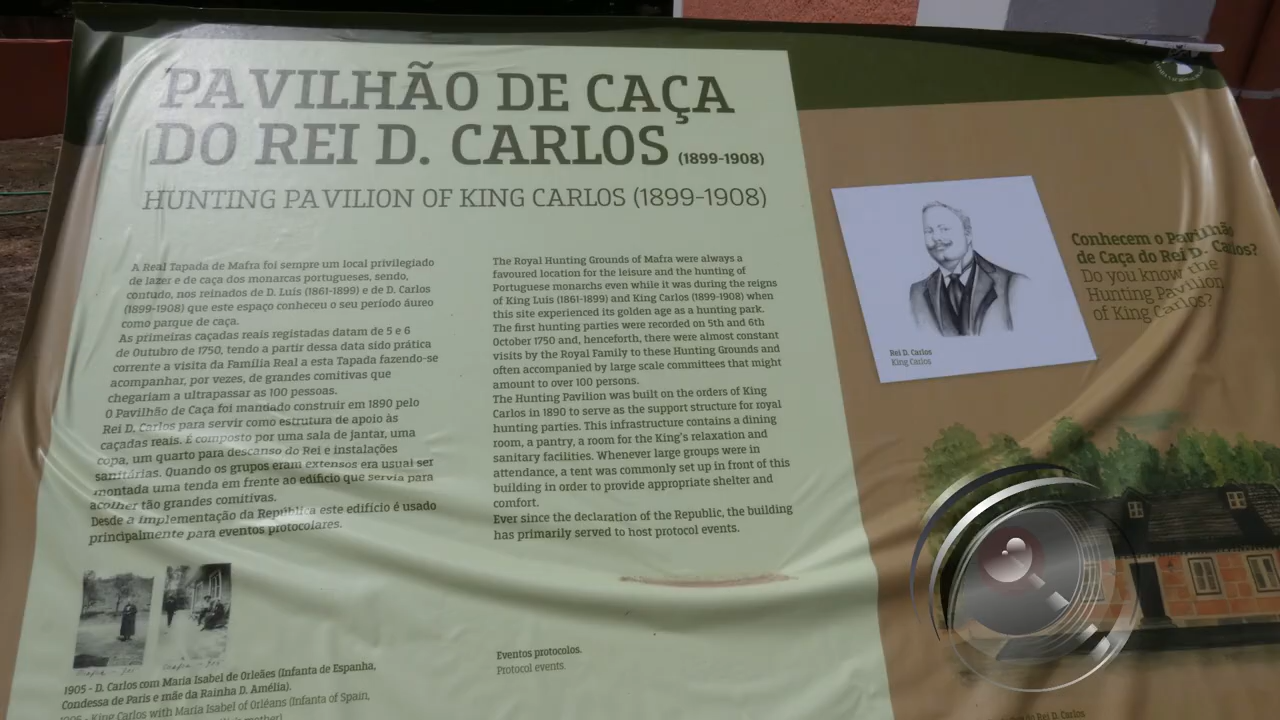 PAVILHÃO DE CAÇA
DO REI D. CARLOS (1899-1908)
HUNTING PAVILION OF KING CARLOS (1899-1908)
A Real Tapada de Mafra foi sempre um local privilegiado
de lazer e de caça dos monarcas portugueses, sendo,
contudo, nos reinados de D. Luís (1861-1899) e de D. Carlos
(1899-1908) que este espaço conheceu o seu período áureo
como parque de caça.
As primeiras caçadas reais registadas datam de 5 e 6
de Outubro de 1750, tendo a partir dessa data sido prática
corrente a visita da Família Real a esta Tapada fazendo-se
acompanhar, por vezes, de grandes comitivas que
chegariam a ultrapassar as 100 pessoas.
O Pavilhão de Caça foi mandado construir em 1890 pelo
Rei D. Carlos para servir como estrutura de apoio às
caçadas reais. É composto por uma sala de jantar, uma
copa, um quarto para descanso do Rei e instalações
sanitárias. Quando os grupos eram extensos era usual ser
montada uma tenda em frente ao edifício que servia para
acolher tão grandes comitivas.
Desde a implementação da República este edifício é usado
principalmente para eventos protocolares.
The Royal Hunting Grounds of Mafra were always a
favoured location for the leisure and the hunting of
Portuguese monarchs even while it was during the reigns
of King Luis (1861-1899) and King Carlos (1899-1908) when
this site experienced its golden age as a hunting park.
The first hunting parties were recorded on 5th and 6th
October 1750 and, henceforth, there were almost constant
visits by the Royal Family to these Hunting Grounds and
often accompanied by large scale committees that might
amount to over 100 persons.
The Hunting Pavilion was built on the orders of King
Carlos in 1890 to serve as the support structure for royal
hunting parties. This infrastructure contains a dining
room, a pantry, a room for the King's relaxation and
sanitary facilities. Whenever large groups were in
attendance, a tent was commonly set up in front of this
building in order to provide appropriate shelter and
comfort.
Ever since the declaration of the Republic, the building
has primarily served to host protocol events.
Rei D. Carlos
King Carlos
Conhecem o Pavilhão
de Caça do Rei D. Carlos?
Do you know the
Hunting Pavilion
of King Carlos?
1905 - D. Carlos com Maria Isabel de Orleães (Infanta de Espanha,
Condessa de Paris e mãe da Rainha D. Amélia).
1905 - King Carlos with Maria Isabel of Orléans (Infanta of Spain,
Eventos protocolos.
Protocol events.